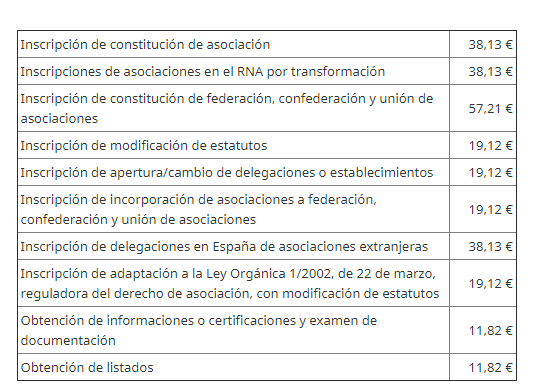 Inscripción de constitución de asociación 38,13 €
Inscripciones de asociaciones en el RNA por transformación 38,13 €
Inscripción de constitución de federación, confederación y unión de
asociaciones 57,21 €
Inscripción de modificación de estatutos 19,12 €
Inscripción de apertura/cambio de delegaciones o establecimientos 19,12 €
Inscripción de incorporación de asociaciones a federación,
confederación y unión de asociaciones 19,12 €
Inscripción de delegaciones en España de asociaciones extranjeras 38,13 €
Inscripción de adaptación a la Ley Orgánica 1/2002, de 22 de marzo,
reguladora del derecho de asociación, con modificación de estatutos 19,12 €
Obtención de informaciones o certificaciones y examen de
documentación 11,82 €
Obtención de listados 11,82 €